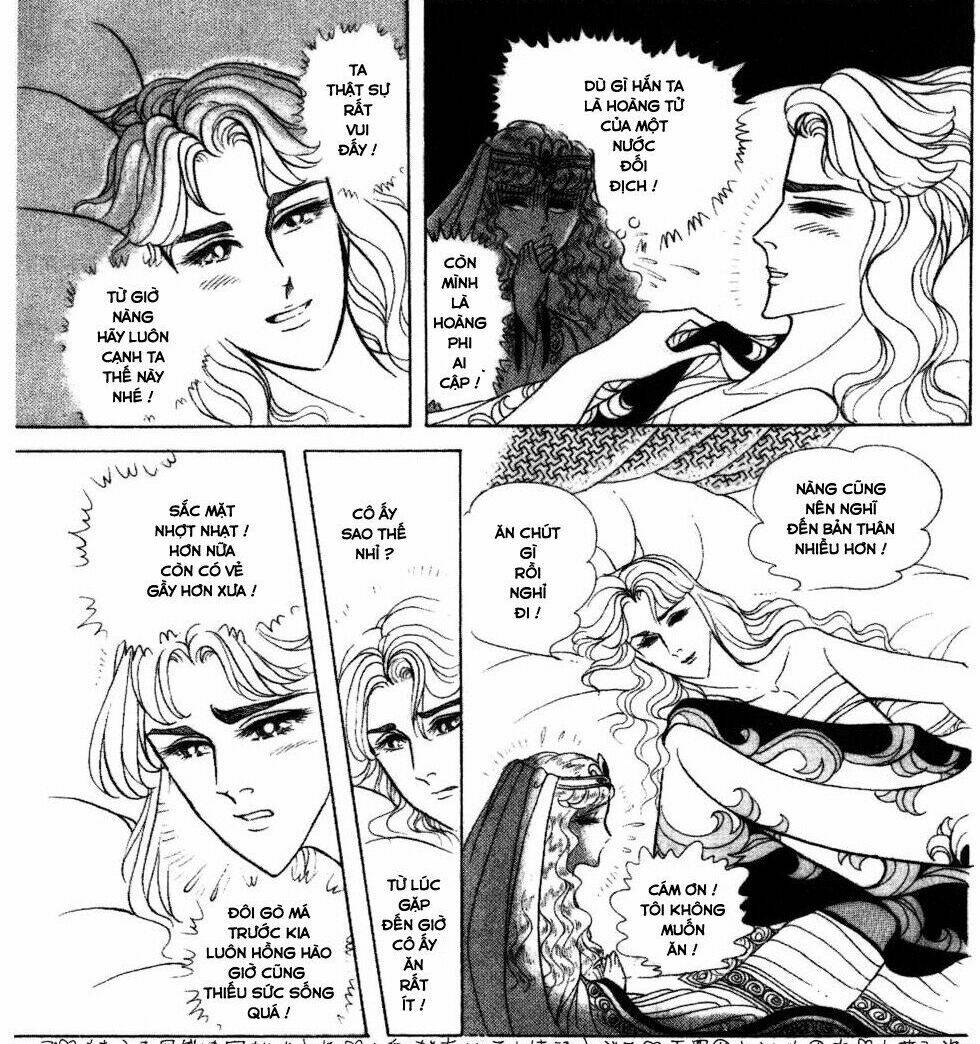 DÙ GÌ HẮN TA
LÀ HOÀNG TỬ
CỦA MỘT
NƯỚC
ĐỐI
ĐỊCH !
CÒN
MÌNH
LÀ
HOÀNG
PHI
AI
CẬP !
TA
THẬT SỰ
RẤT
VUI
ĐẤY !
TỪ GIỜ
NÀNG
HÃY LUÔN
CẠNH TA
THẾ NÀY
NHÉ !
NÀNG CŨNG
NÊN NGHĨ
ĐẾN BẢN THÂN
NHIỀU HƠN !
ĂN CHÚT
GÌ
RỒI
NGHỈ
ĐI !
CÁM ƠN !
TÔI KHÔNG
MUỐN
ĂN !
CÔ ẤY
SAO THẾ
NHỈ ?
TỪ LÚC
GẶP
ĐẾN GIỜ
CÔ ẤY
ĂN
RẤT
ÍT !
SẮC MẶT
NHỢT NHẠT !
HƠN NỮA
CÒN CÓ VẺ
GẦY HƠN XƯA !
ĐÔI GÒ MÁ
TRƯỚC KIA
LUÔN HỒNG HÀO
GIỜ CŨNG
THIẾU SỨC SỐNG
QUÁ !